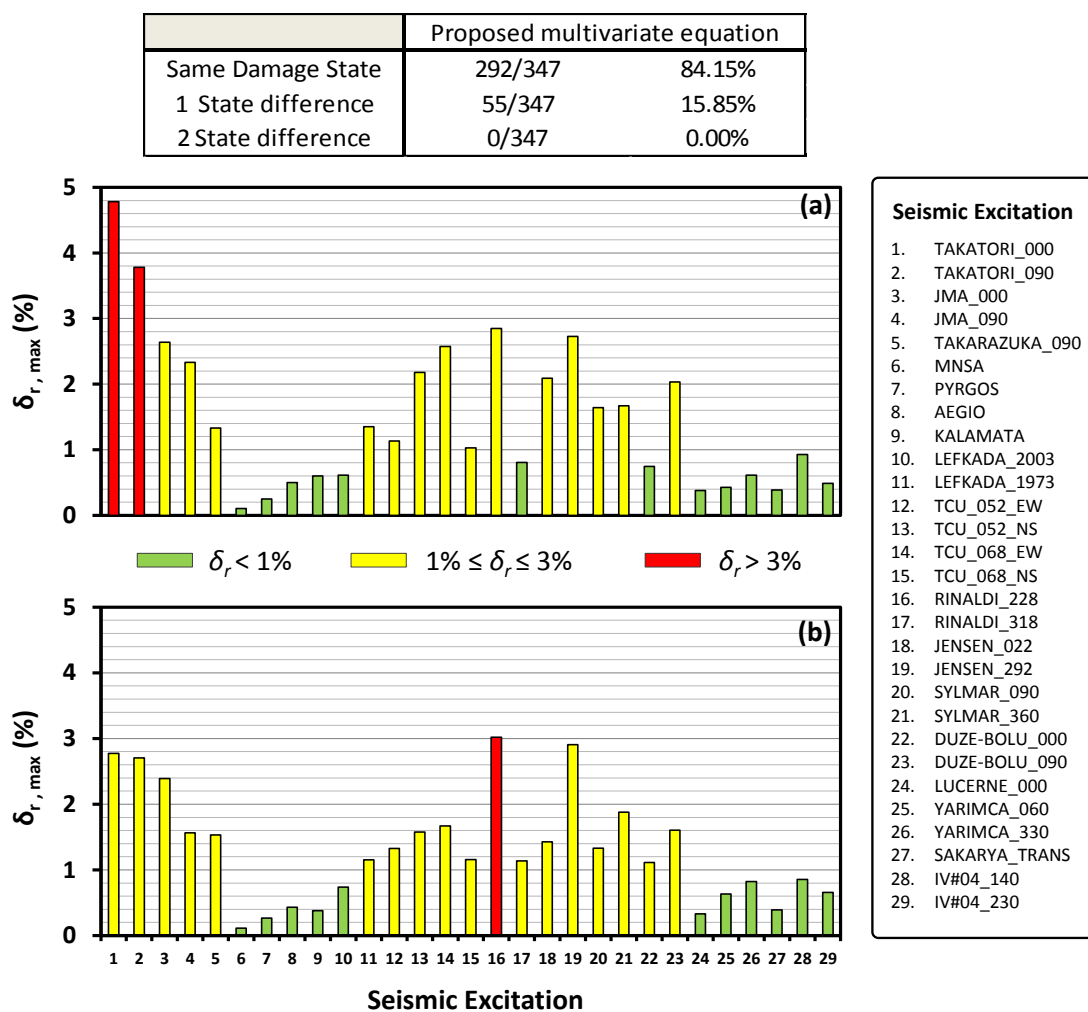 Proposed multivariate equation
Same Damage State 292/347 84.15%
1 State difference 55/347 15.85%
2 State difference 0/347 0.00%
(a)
5
4
3
2
1
0
δr, max (%)
δr < 1% 1% ≤ δr ≤ 3% δr > 3%
(b)
5
4
3
2
1
0
δr, max (%)
1 2 3 4 5 6 7 8 9 10 11 12 13 14 15 16 17 18 19 20 21 22 23 24 25 26 27 28 29
Seismic Excitation
Seismic Excitation
1. TAKATORI_000
2. TAKATORI_090
3. JMA_000
4. JMA_090
5. TAKARAZUKA_090
6. MNSA
7. PYRGOS
8. AEGIO
9. KALAMATA
10. LEFKADA_2003
11. LEFKADA_1973
12. TCU_052_EW
13. TCU_052_NS
14. TCU_068_EW
15. TCU_068_NS
16. RINALDI_228
17. RINALDI_318
18. JENSEN_022
19. JENSEN_292
20. SYLMAR_090
21. SYLMAR_360
22. DUZE-BOLU_000
23. DUZE-BOLU_090
24. LUCERNE_000
25. YARIMCA_060
26. YARIMCA_330
27. SAKARYA_TRANS
28. IV#04_140
29. IV#04_230